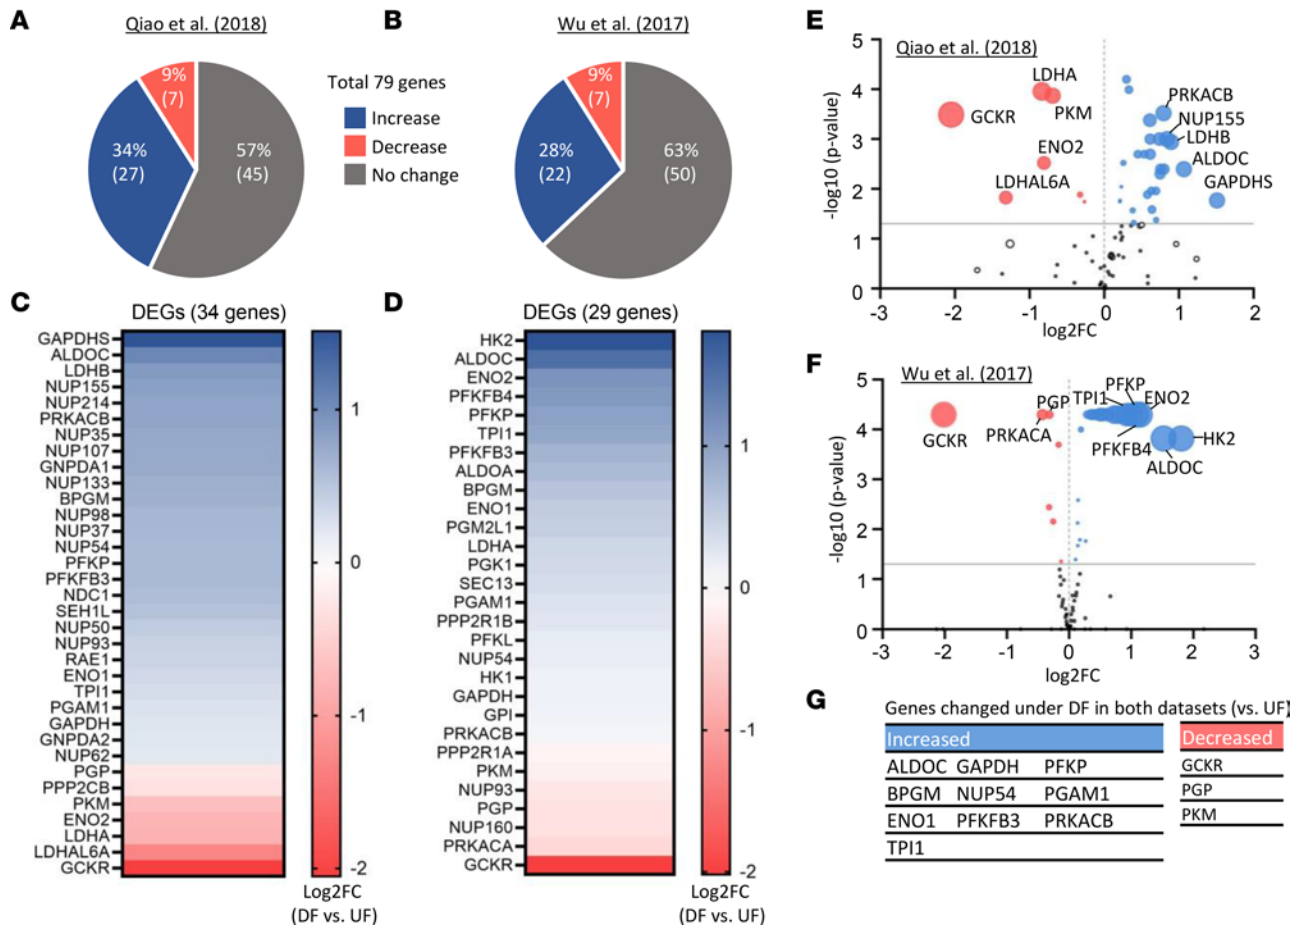 A
Qiao et al. (2018)
9%
(7)
34%
(27)
57%
(45)
Total 79 genes
Increase
Decrease
No change
B
Wu et al. (2017)
9%
(7)
28%
(22)
63%
(50)
C
DEGs (34 genes)
GAPDHS
ALDOC
LDHB
NUP155
NUP214
PRKACB
NUP35
NUP107
GNPDA1
NUP133
BPGM
NUP98
NUP37
NUP54
PFKP
PFKFB3
NDC1
SEH1L
NUP50
NUP93
RAE1
ENO1
TPI1
PGAM1
GAPDH
GNPDA2
NUP62
PGP
PPP2CB
PKM
ENO2
LDHA
LDHAL6A
GCKR
1
0
-1
-2
Log2FC
(DF vs. UF)
D
DEGs (29 genes)
HK2
ALDOC
ENO2
PFKFB4
PFKP
TPI1
PFKFB3
ALDOA
BPGM
ENO1
PGM2L1
LDHA
PGK1
SEC13
PGAM1
PPP2R1B
PFKL
NUP54
HK1
GAPDH
GPI
PRKACB
PPP2R1A
PKM
NUP93
PGP
NUP160
PRKACA
GCKR
1
0
-1
-2
Log2FC
(DF vs. UF)
E
Qiao et al. (2018)
-log10 (p-value)
5
4
3
2
1
0
LDHA
GCKR
PKM
ENO2
LDHAL6A
PRKACB
NUP155
LDHB
ALDOC
GAPDHS
-3
-2
-1
0
1
2
log2FC
F
Wu et al. (2017)
-log10 (p-value)
5
4
3
2
1
0
GCKR
PGP
PRKACA
TPI1
PFKP
ENO2
PFKFB4
HK2
ALDOC
-3
-2
-1
0
1
2
3
log2FC
G
Genes changed under DF in both datasets (vs. UF)
Increased
ALDOC GAPDH PFKP
BPGM NUP54 PGAM1
ENO1 PFKFB3 PRKACB
TPI1
Decreased
GCKR
PGP
PKM